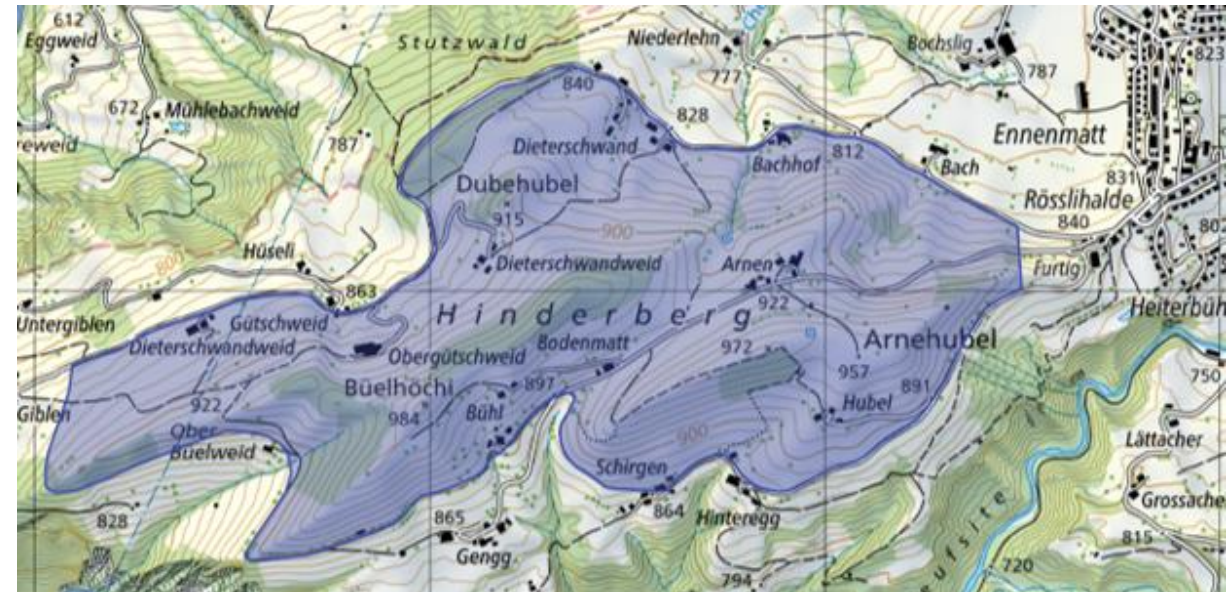 612
Eggweid
Stutzwald
Niederlehn
777
Bochslig
787
823
672
Mühlebachweid
787
840
828
Dieterschwand
Bachhof
812
Ennenmatt
Bach
831
Rösslihalde
840
802
Dubehubel
915
900
Hüseli
800
Dieterschwandweid
Arnen
922
Furtig
863
Hinderberg
Heiterbüh
Untergiblen
Gütschweid
Dieterschwandweid
Obergütschweid
Bodenmatt
972
Arnehubel
957
750
Büelhöchi
897
891
Giblen
922
984
Bühl
Hubel
Ober
Büelweid
900
Lättacher
Schirgen
864
Hinteregg
Grossache
828
865
Gengg
815
794
720